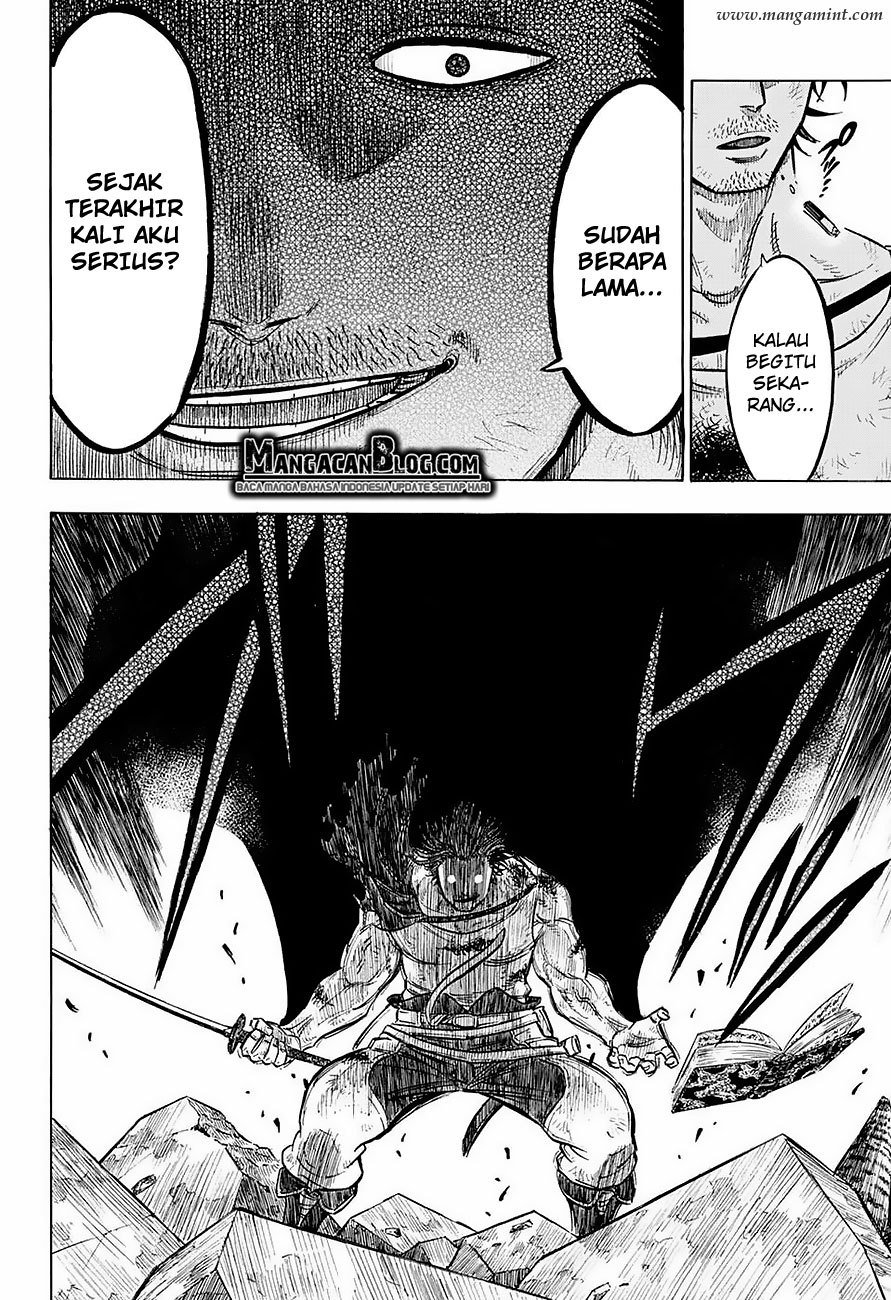 www.mangamint.com
KALAU
BEGITU
SEKA-
RANG...
SUDAH
BERAPA
LAMA...
SEJAK
TERAKHIR
KALI AKU
SERIUS?
MANGACANBLOG.COM
BACA MANGA BAHASA INDONESIA UPDATE SETIAP HARI